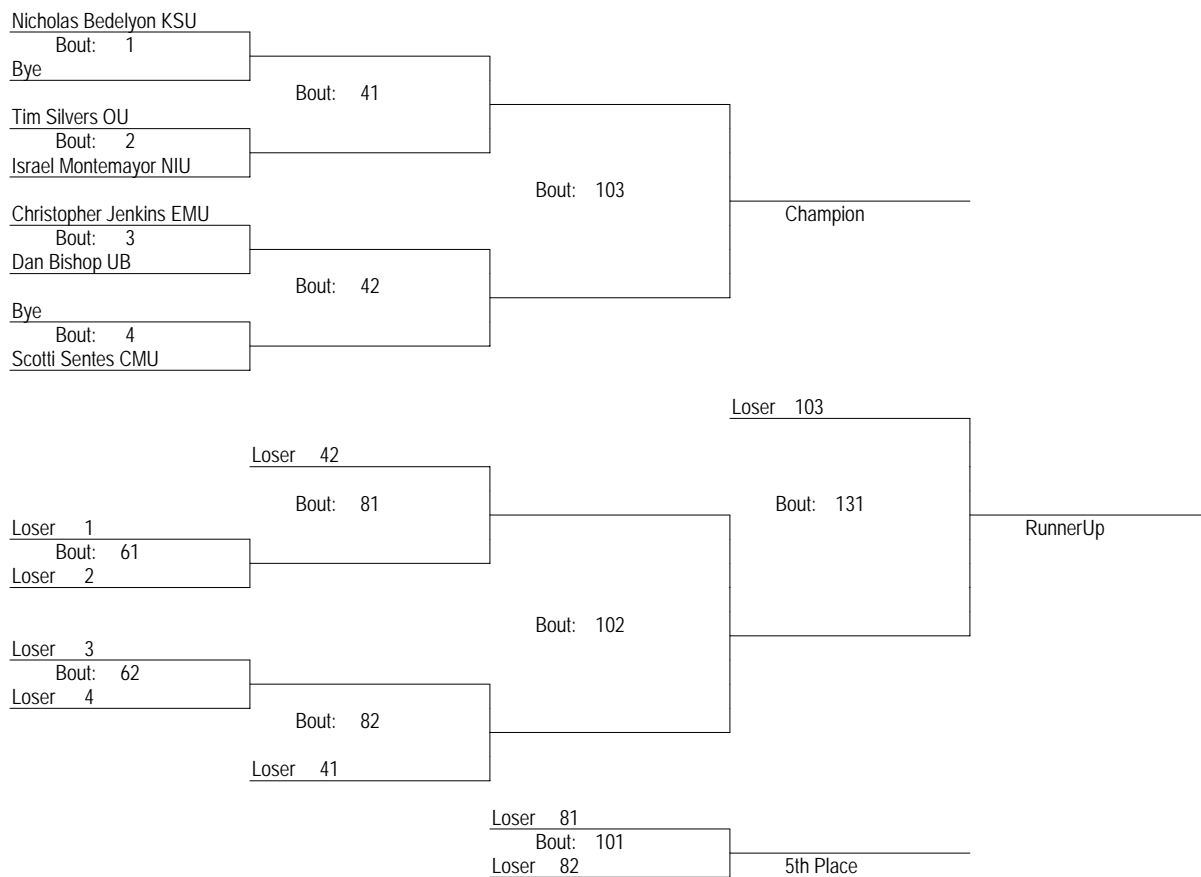 Nicholas Bedelyon KSU
Bout: 1
Bye
Bout: 41
Tim Silvers OU
Bout: 2
Israel Montemayor NIU
Bout: 103
Christopher Jenkins EMU
Champion
Bout: 3
Dan Bishop UB
Bout: 42
Bye
Bout: 4
Scotti Sentes CMU
Loser 103
Loser 42
Bout: 81
Bout: 131
Loser 1
RunnerUp
Bout: 61
Loser 2
Bout: 102
Loser 3
Bout: 62
Loser 4
Bout: 82
Loser 41
Loser 81
Bout: 101
Loser 82
5th Place